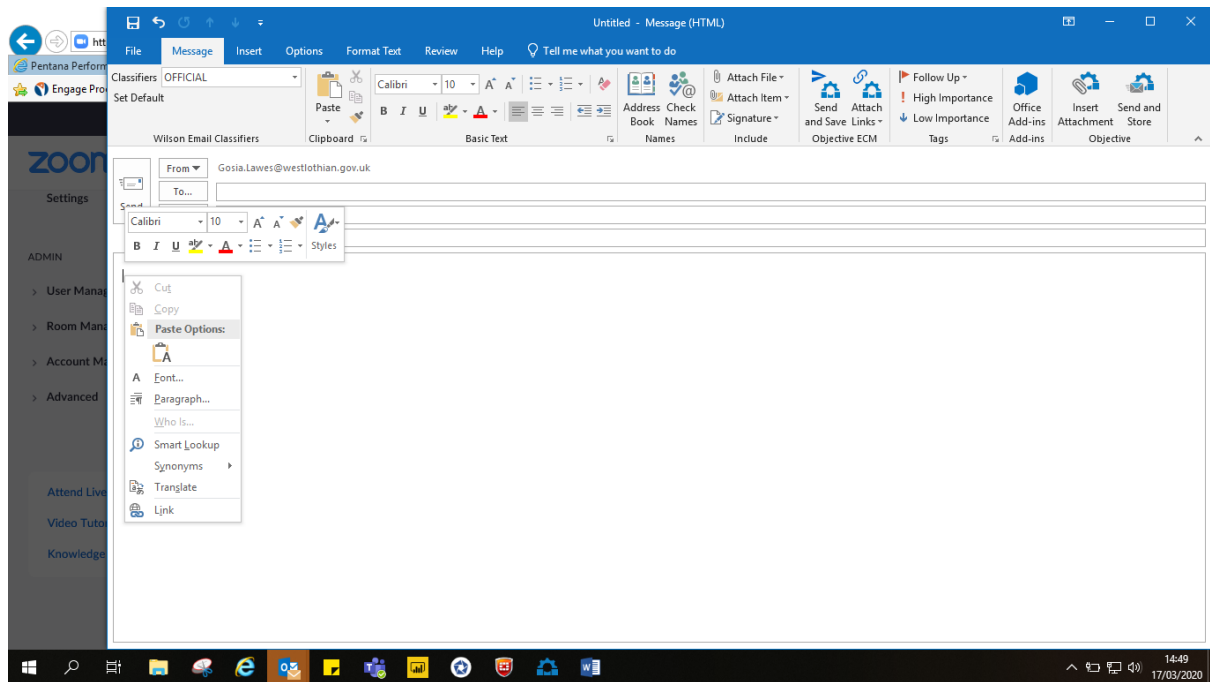 Untitled - Message (HTML)
htt
File Message Insert Options Format Text Review Help Tell me what you want to do
Pentana Perform
Engage Pro
Classifiers OFFICIAL
Set Default
Wilson Email Classifiers
Paste
Clipboard
Calibri 10
B I U
Basic Text
Address Book
Check Names
Names
Attach File
Attach Item
Signature
Include
Send and Save
Attach Links
Objective ECM
Follow Up
High Importance
Low Importance
Tags
Office Add-ins
Add-ins
Insert Attachment
Send and Store
Objective
zoom
Settings
ADMIN
User Manag
Room Mana
Account Ma
Advanced
Attend Live
Video Tutor
Knowledge
From Gosia.Lawes@westlothian.gov.uk
To...
Send
Calibri 10
B I U
Styles
Cut
Copy
Paste Options:
Font...
Paragraph...
Who Is...
Smart Lookup
Synonyms
Translate
Link
14:49
17/03/2020